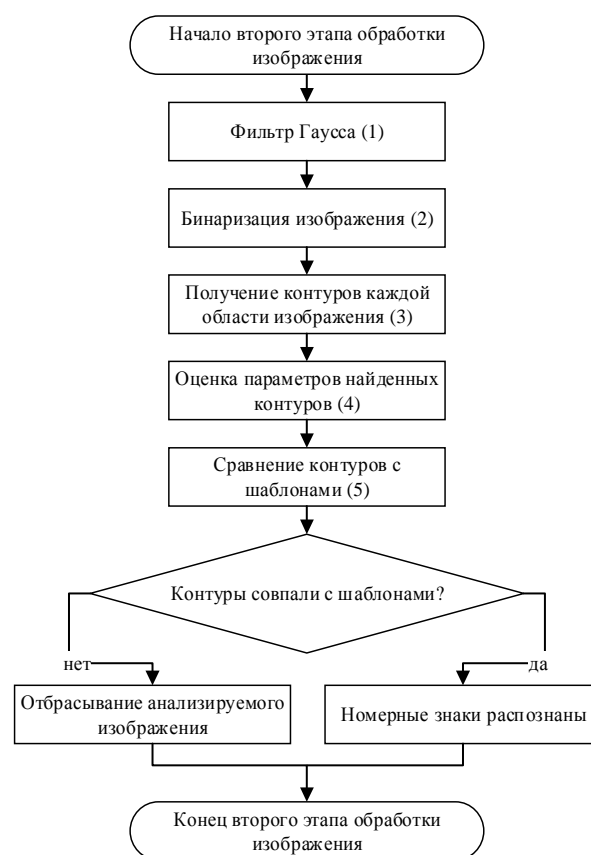 Начало второго этапа обработки
изображения
Фильтр Гаусса (1)
Бинаризация изображения (2)
Получение контуров каждой
области изображения (3)
Оценка параметров найденных
контуров (4)
Сравнение контуров с
шаблонами (5)
Контуры совпали с шаблонами?
нет
да
Отбрасывание анализируемого
изображения
Номерные знаки распознаны
Конец второго этапа обработки
изображения